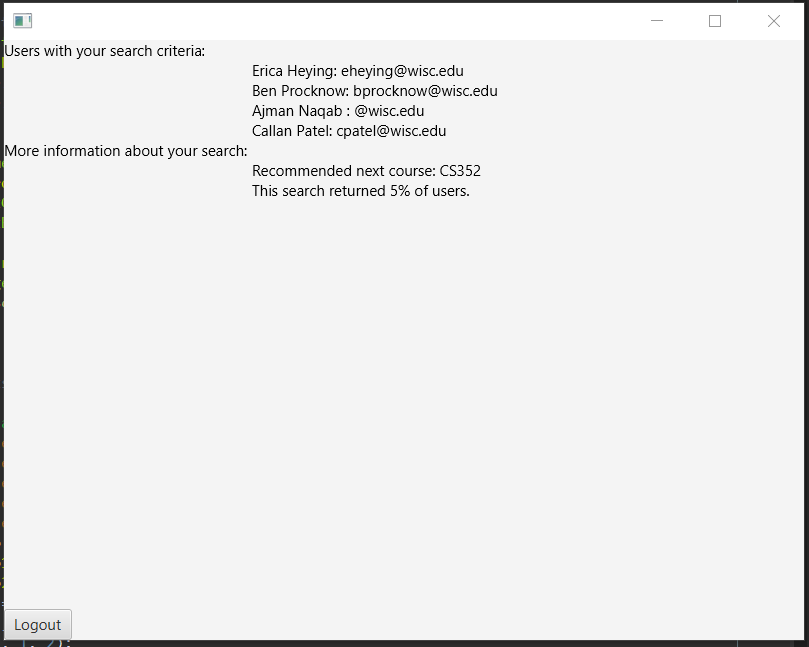 Users with your search criteria:
Erica Heying: eheying@wisc.edu
Ben Procknow: bprocknow@wisc.edu
Ajman Naqab : @wisc.edu
Callan Patel: cpatel@wisc.edu
More information about your search:
Recommended next course: CS352
This search returned 5% of users.
Logout